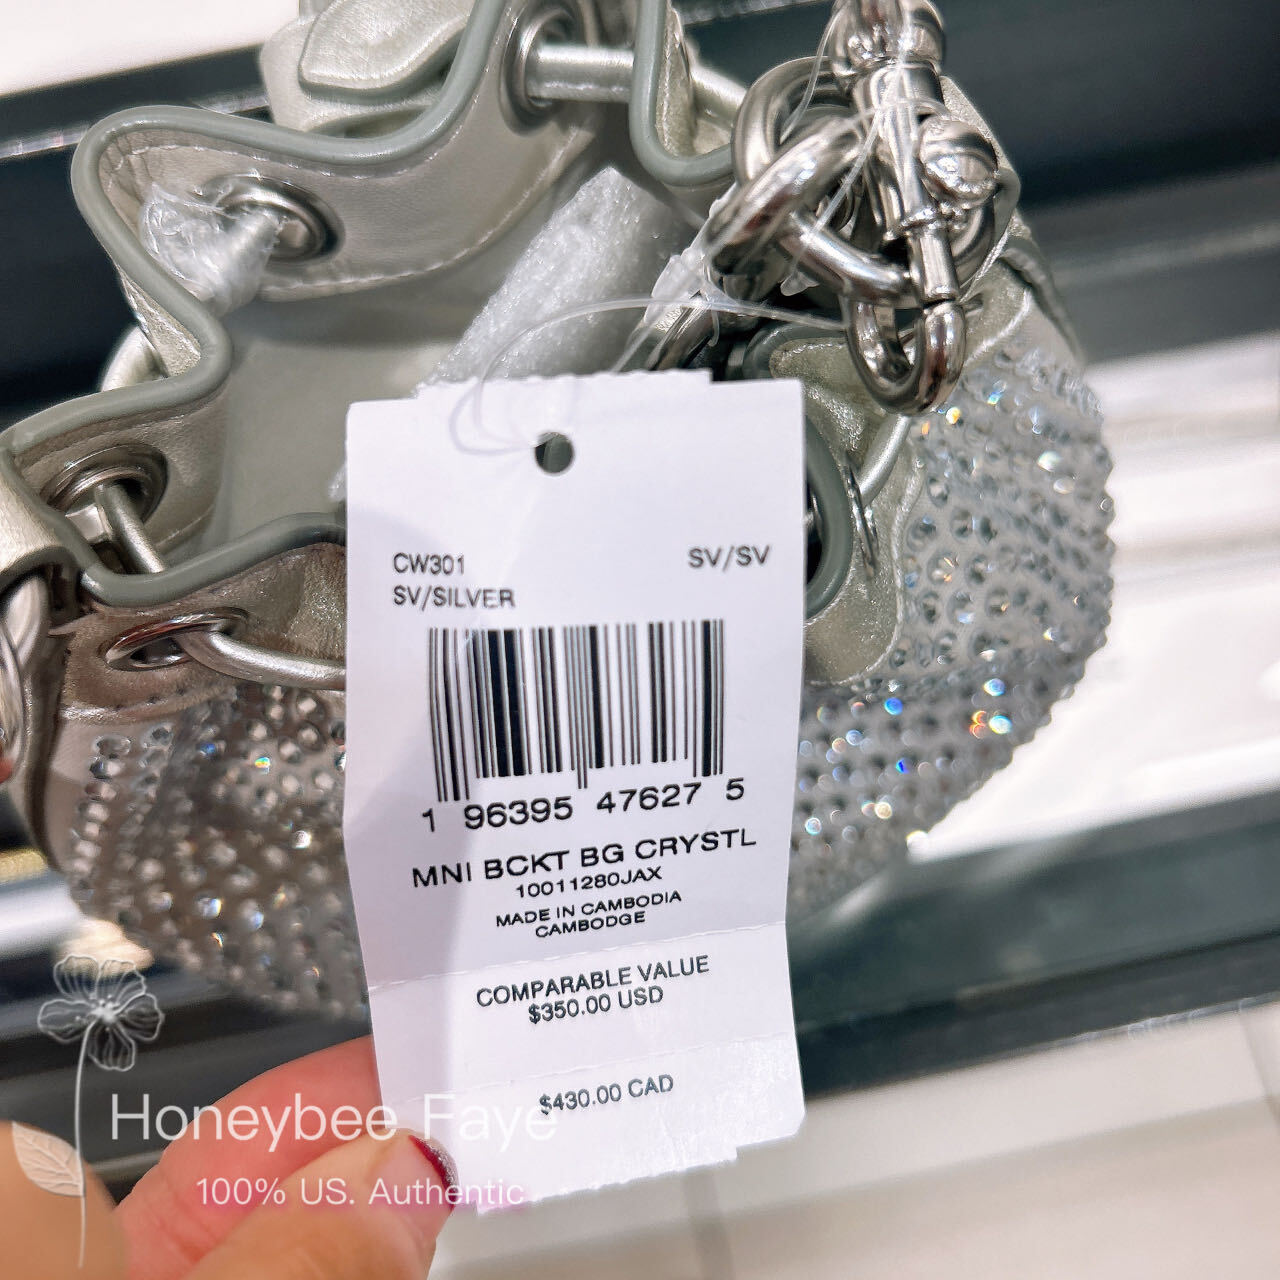 CW301 SV/SV
SV/SILVER
1 96395 47627 5
MNI BCKT BG CRYSTL
10011280JAX
MADE IN CAMBODIA
CAMBODGE
COMPARABLE VALUE
$350.00 USD
$430.00 CAD
Honeybee Faye
100% US. Authentic